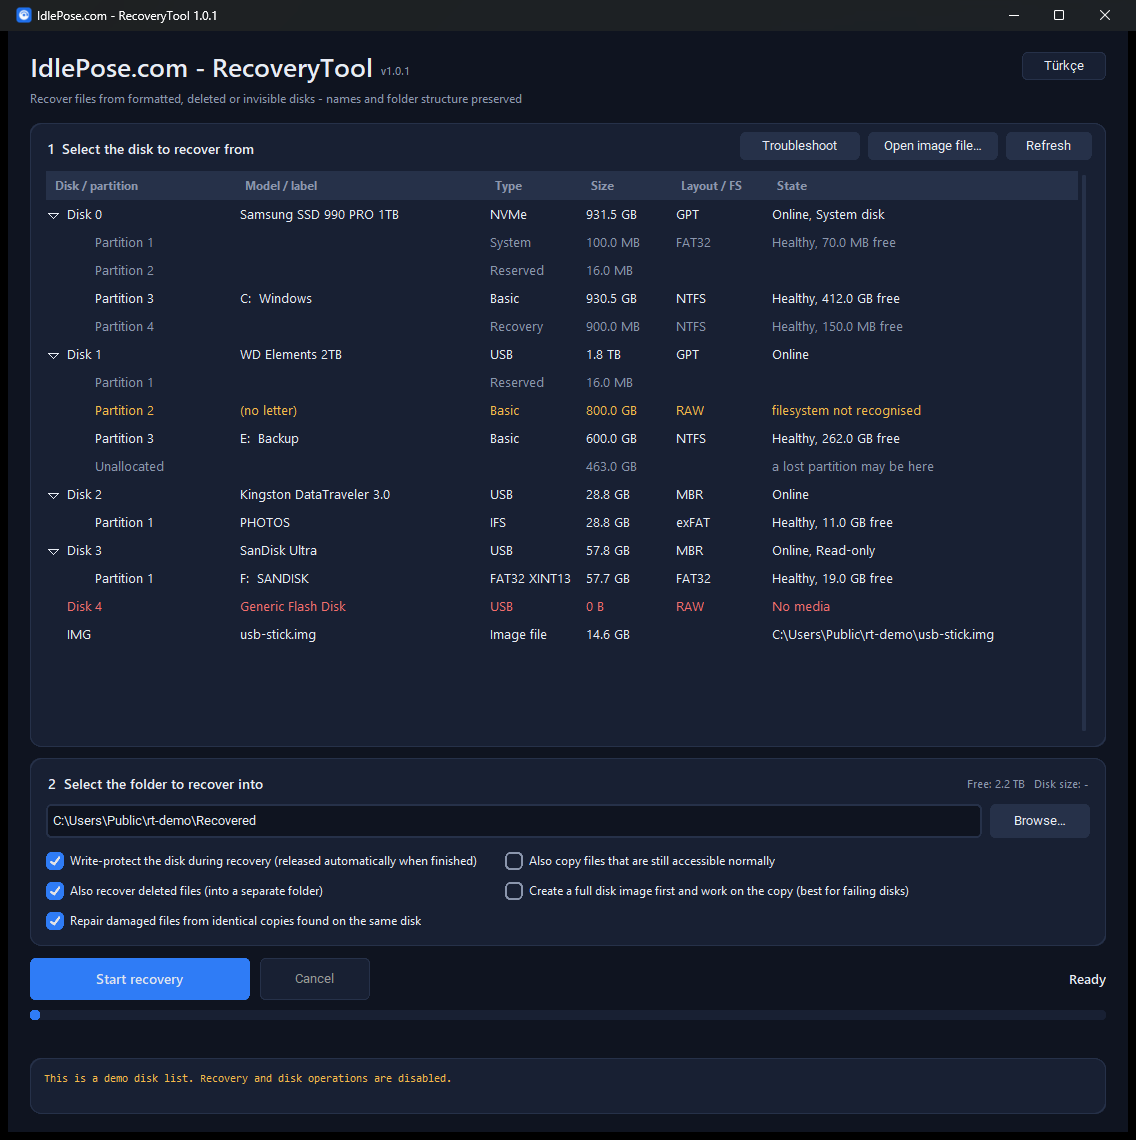 IdlePose.com - RecoveryTool 1.0.1
IdlePose.com - RecoveryTool v1.0.1
Türkçe
Recover files from formatted, deleted or invisible disks - names and folder structure preserved
1 Select the disk to recover from
Troubleshoot Open image file... Refresh
Disk / partition Model / label Type Size Layout / FS State
Disk 0 Samsung SSD 990 PRO 1TB NVMe 931.5 GB GPT Online, System disk
Partition 1 System 100.0 MB FAT32 Healthy, 70.0 MB free
Partition 2 Reserved 16.0 MB
Partition 3 C: Windows Basic 930.5 GB NTFS Healthy, 412.0 GB free
Partition 4 Recovery 900.0 MB NTFS Healthy, 150.0 MB free
Disk 1 WD Elements 2TB USB 1.8 TB GPT Online
Partition 1 Reserved 16.0 MB
Partition 2 (no letter) Basic 800.0 GB RAW filesystem not recognised
Partition 3 E: Backup Basic 600.0 GB NTFS Healthy, 262.0 GB free
Unallocated 463.0 GB a lost partition may be here
Disk 2 Kingston DataTraveler 3.0 USB 28.8 GB MBR Online
Partition 1 PHOTOS IFS 28.8 GB exFAT Healthy, 11.0 GB free
Disk 3 SanDisk Ultra USB 57.8 GB MBR Online, Read-only
Partition 1 F: SANDISK FAT32 XINT13 57.7 GB FAT32 Healthy, 19.0 GB free
Disk 4 Generic Flash Disk USB 0 B RAW No media
IMG usb-stick.img Image file 14.6 GB C:\Users\Public\rt-demo\usb-stick.img
2 Select the folder to recover into
Free: 2.2 TB Disk size: -
C:\Users\Public\rt-demo\Recovered
Browse...
Write-protect the disk during recovery (released automatically when finished)
Also copy files that are still accessible normally
Also recover deleted files (into a separate folder)
Create a full disk image first and work on the copy (best for failing disks)
Repair damaged files from identical copies found on the same disk
Start recovery Cancel Ready
This is a demo disk list. Recovery and disk operations are disabled.